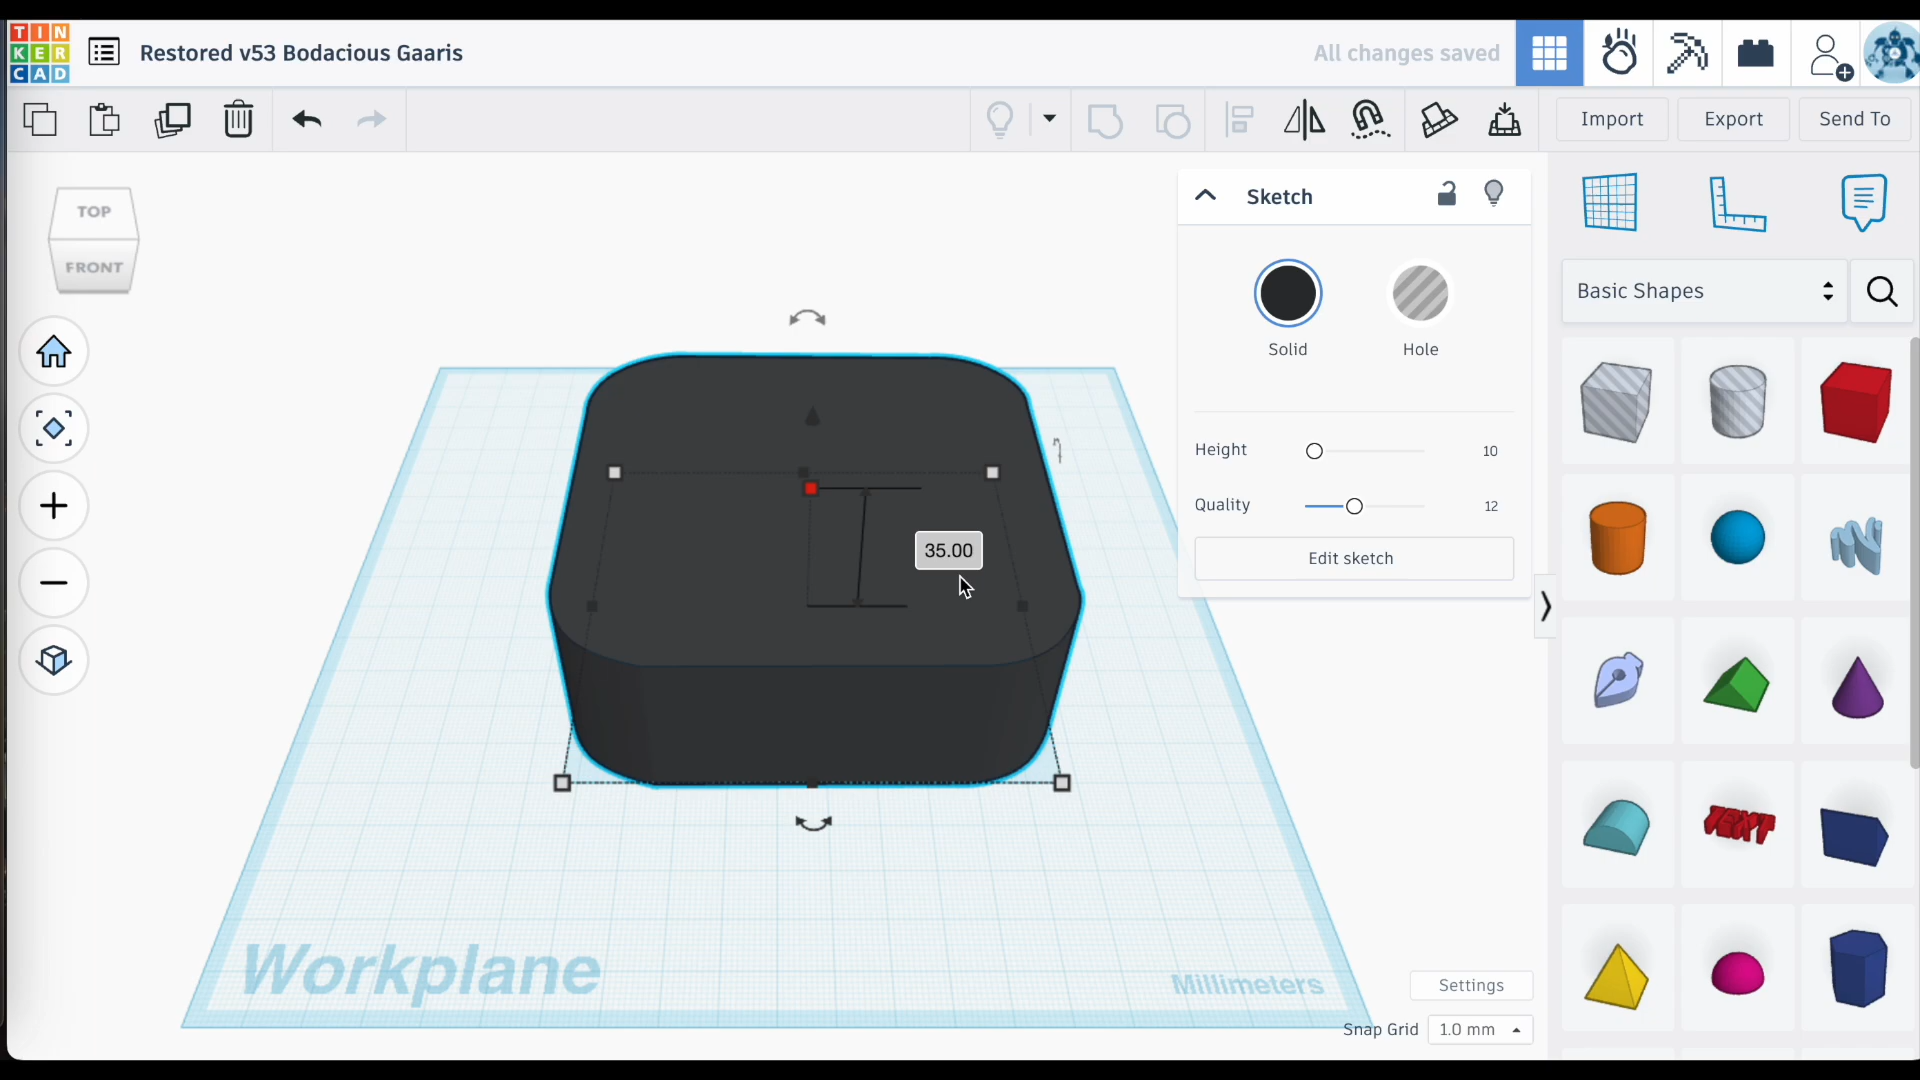 TIN
KER
CAD
Restored v53 Bodacious Gaaris
All changes saved
Import
Export
Send To
TOP
FRONT
Sketch
Solid
Hole
Height
10
Quality
12
Edit sketch
Basic Shapes
35.00
TEXT
Workplane
Millimeters
Settings
Snap Grid
1.0 mm